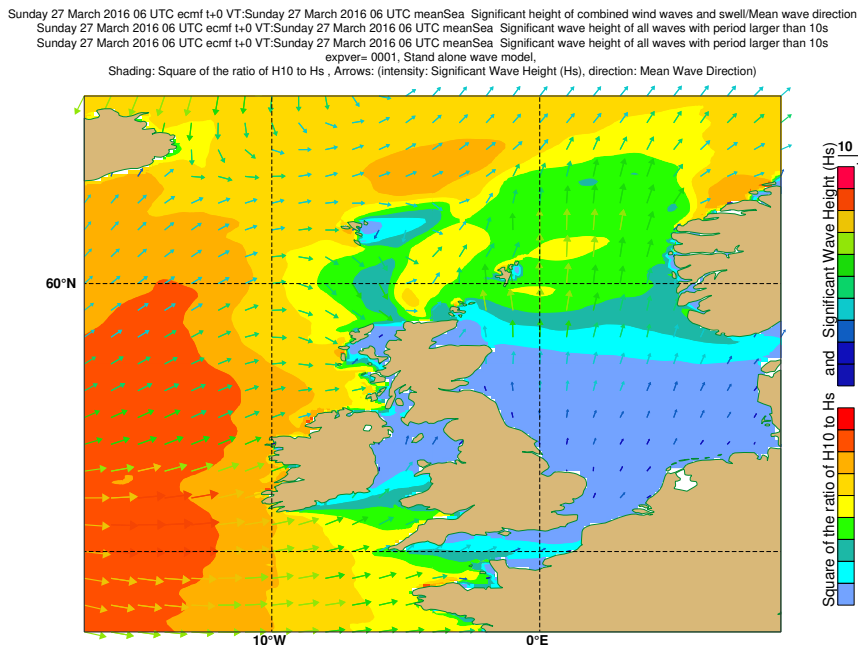 Sunday 27 March 2016 06 UTC ecmf t+0 VT:Sunday 27 March 2016 06 UTC meanSea Significant height of combined wind waves and swell/Mean wave direction
Sunday 27 March 2016 06 UTC ecmf t+0 VT:Sunday 27 March 2016 06 UTC meanSea Significant wave height of all waves with period larger than 10s
Sunday 27 March 2016 06 UTC ecmf t+0 VT:Sunday 27 March 2016 06 UTC meanSea Significant wave height of all waves with period larger than 10s
expver= 0001, Stand alone wave model,
Shading: Square of the ratio of H10 to Hs , Arrows: (intensity: Significant Wave Height (Hs), direction: Mean Wave Direction)
60°N
10°W
0°E
10
and Significant Wave Height (Hs)
Square of the ratio of H10 to Hs